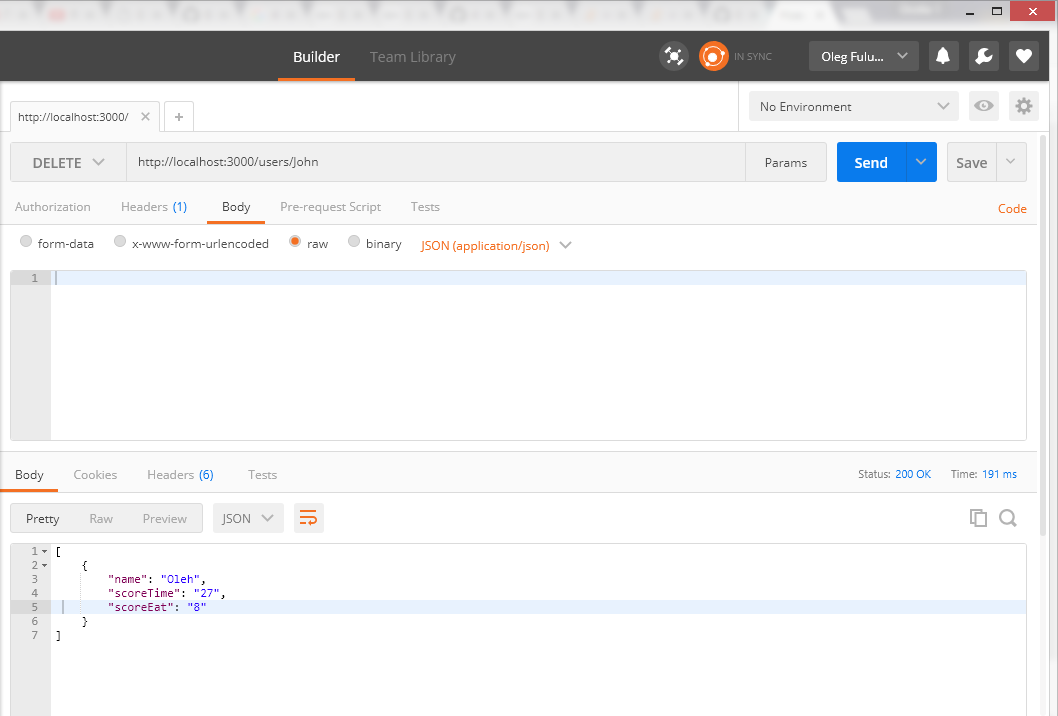 Builder Team Library IN SYNC Oleg Fulu...
http://localhost:3000/ No Environment
DELETE http://localhost:3000/users/John Params Send Save
Authorization Headers (1) Body Pre-request Script Tests Code
form-data x-www-form-urlencoded raw binary JSON (application/json)
1
Body Cookies Headers (6) Tests Status: 200 OK Time: 191 ms
Pretty Raw Preview JSON
1 [
2 {
3 "name": "Oleh",
4 "scoreTime": "27",
5 "scoreEat": "8"
6 }
7 ]